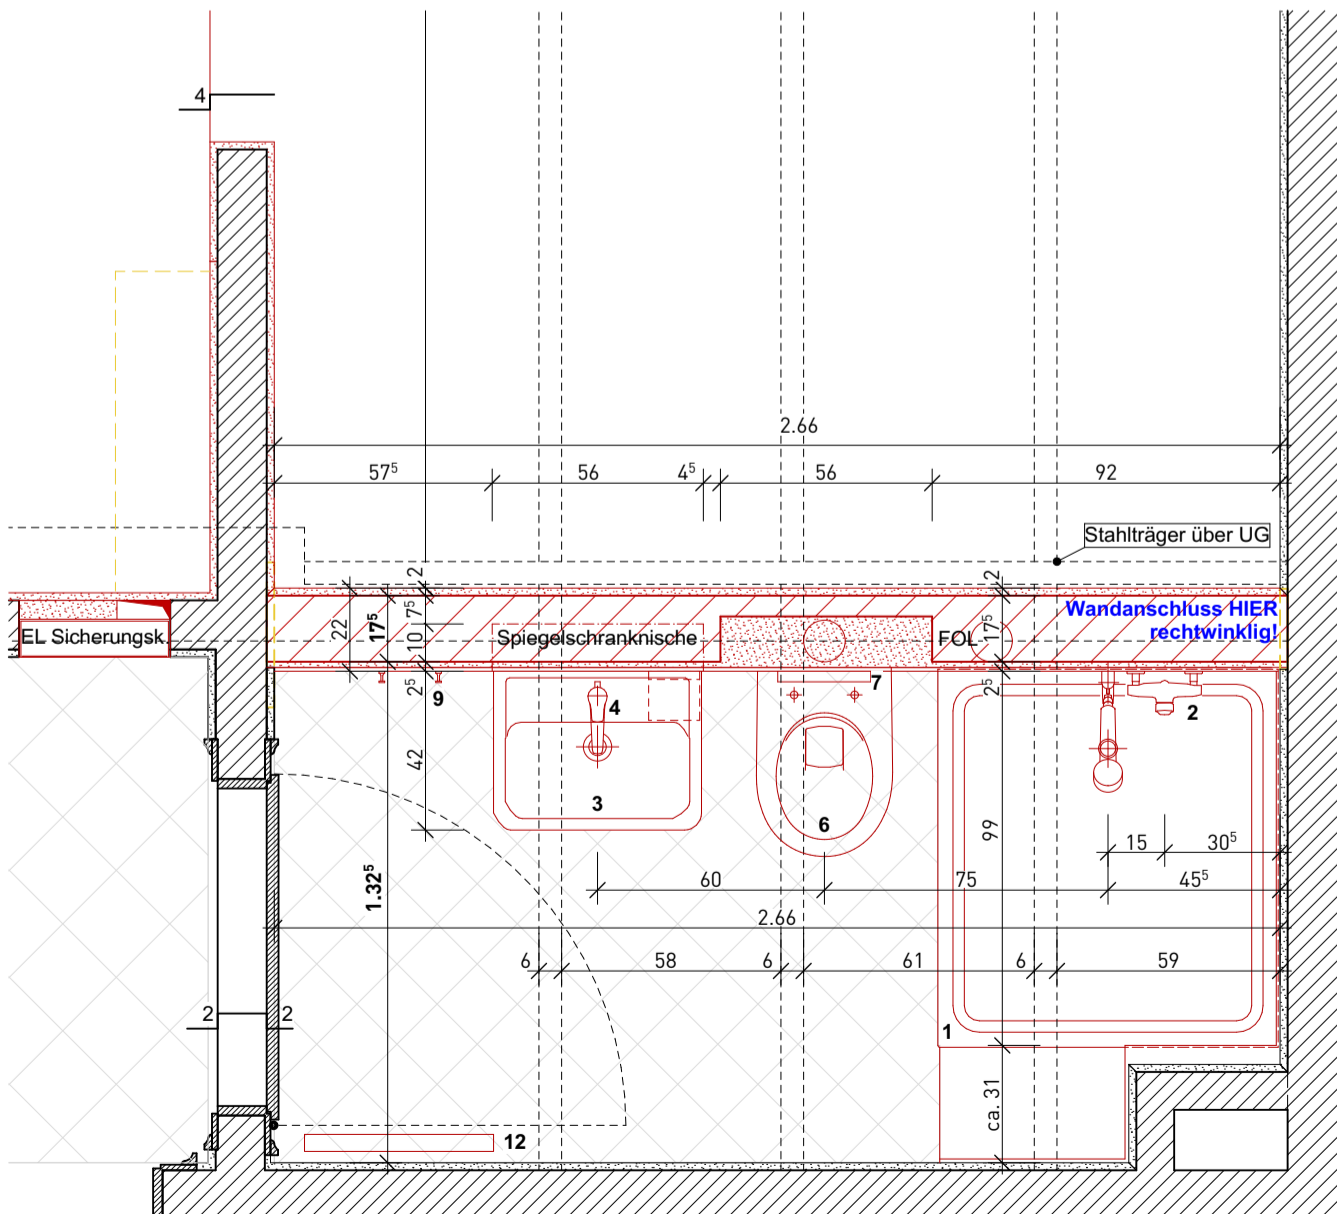 4
2.66
57⁵ 56 4⁵ 56 92
Stahlträger über UG
2 2
22 17⁵ 7⁵ 10 17⁵
EL Sicherungsk.
Spiegelschranknische
FOL
Wandanschluss HIER
rechtwinklig!
2⁵ 2⁵
9
4
7
2
42
3
6
99
15 30⁵
60 75 45⁵
1.32⁵
2.66
6 58 6 61 6 59
2 2
1
ca. 31
12